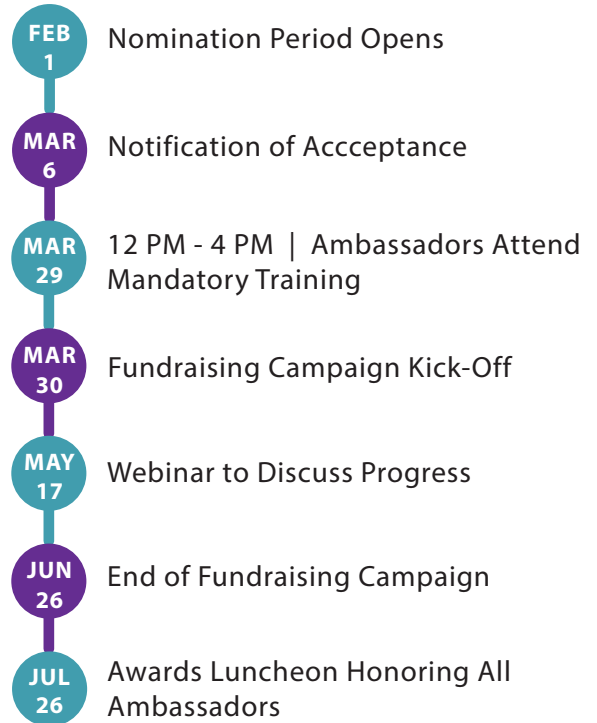 FEB
1
Nomination Period Opens
MAR
6
Notification of Accceptance
MAR
29
12 PM - 4 PM | Ambassadors Attend
Mandatory Training
MAR
30
Fundraising Campaign Kick-Off
MAY
17
Webinar to Discuss Progress
JUN
26
End of Fundraising Campaign
JUL
26
Awards Luncheon Honoring All
Ambassadors